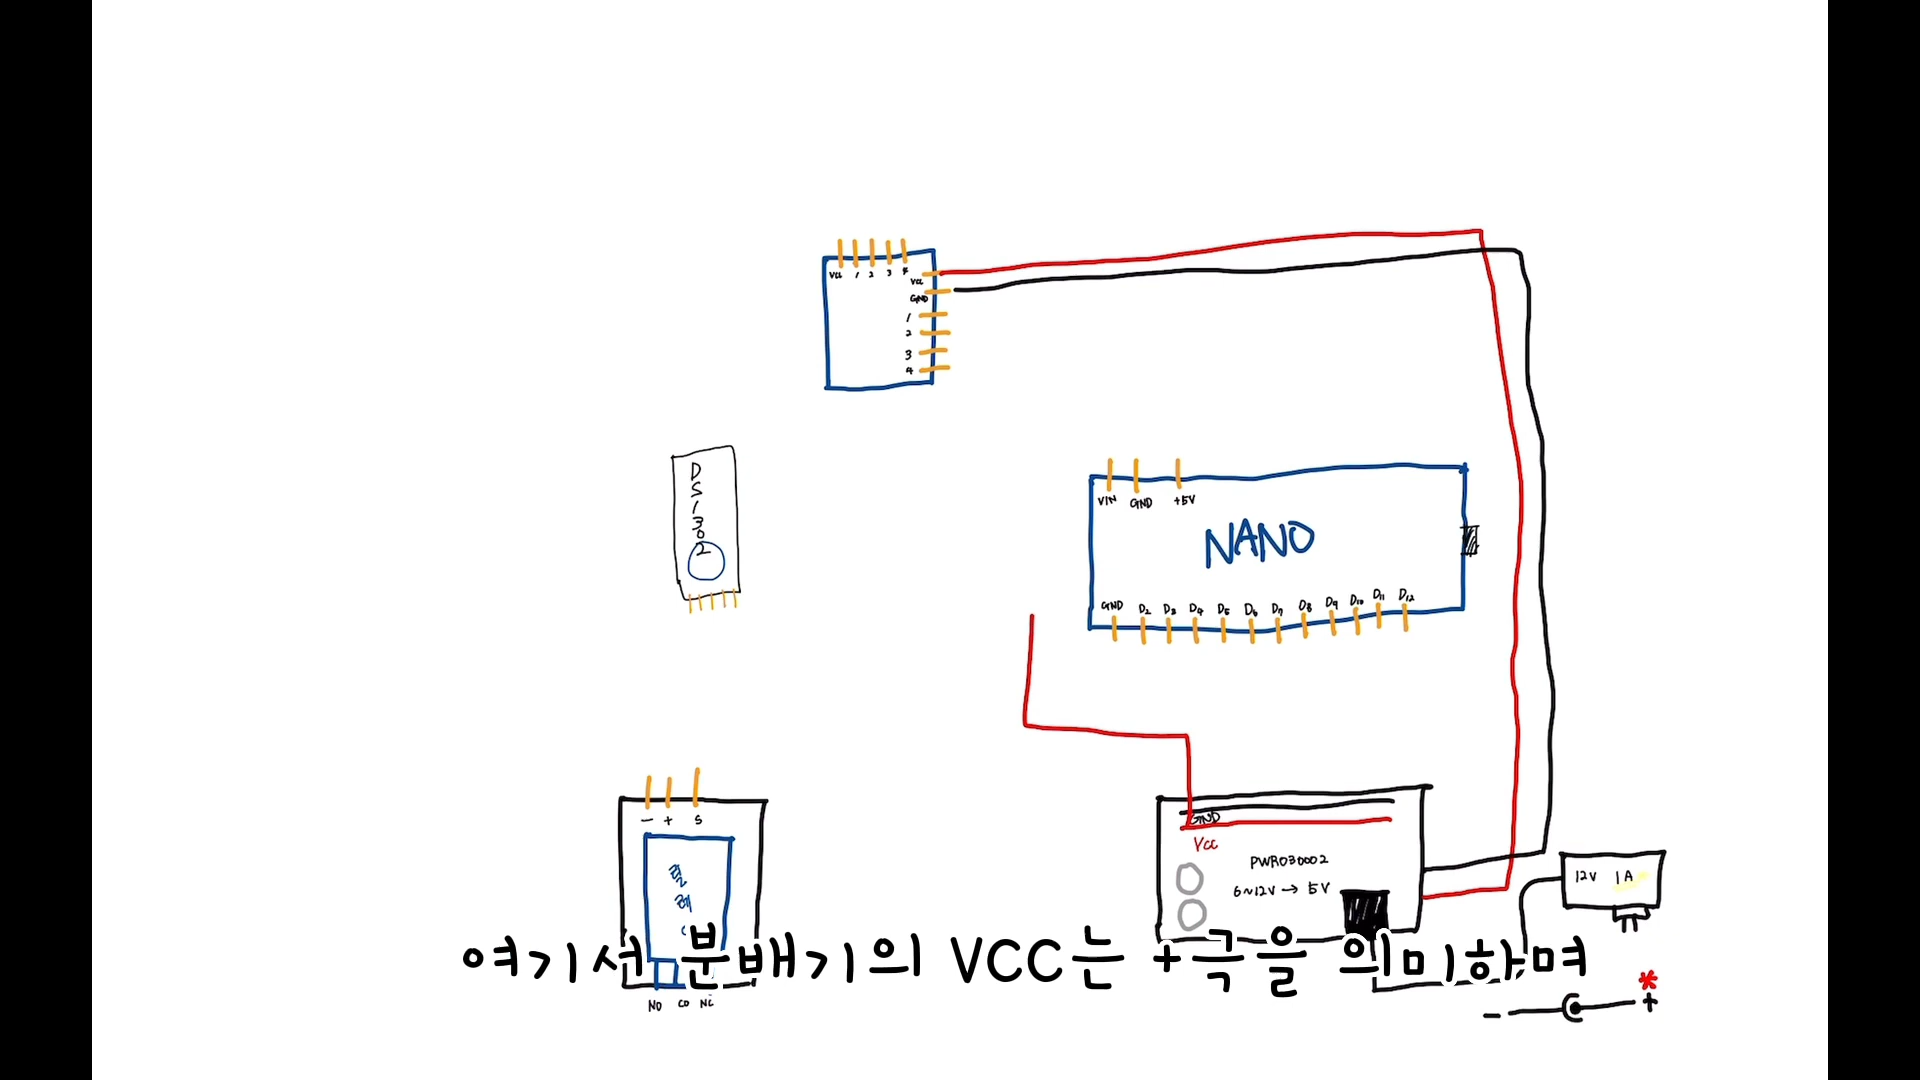 VCC 1 2 3 4
VCC
GND
1
2
3
4
DS1302
VIN GND +5V
NANO
GND D2 D3 D4 D5 D6 D7 D8 D9 D10 D11 D12
- + S
릴
레
NO CO NC
GND
Vcc
PWR030002
6~12V → 5V
12V 1A
여기서 분배기의 VCC는 +극을 의미하며
*
- +